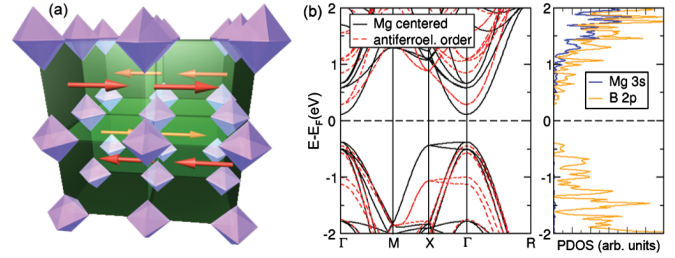 (a)
(b)
2
1
0
-1
-2
E-E_F(eV)
Mg centered
antiferroel. order
Γ M X Γ R
2
1
0
-1
-2
Mg 3s
B 2p
PDOS (arb. units)